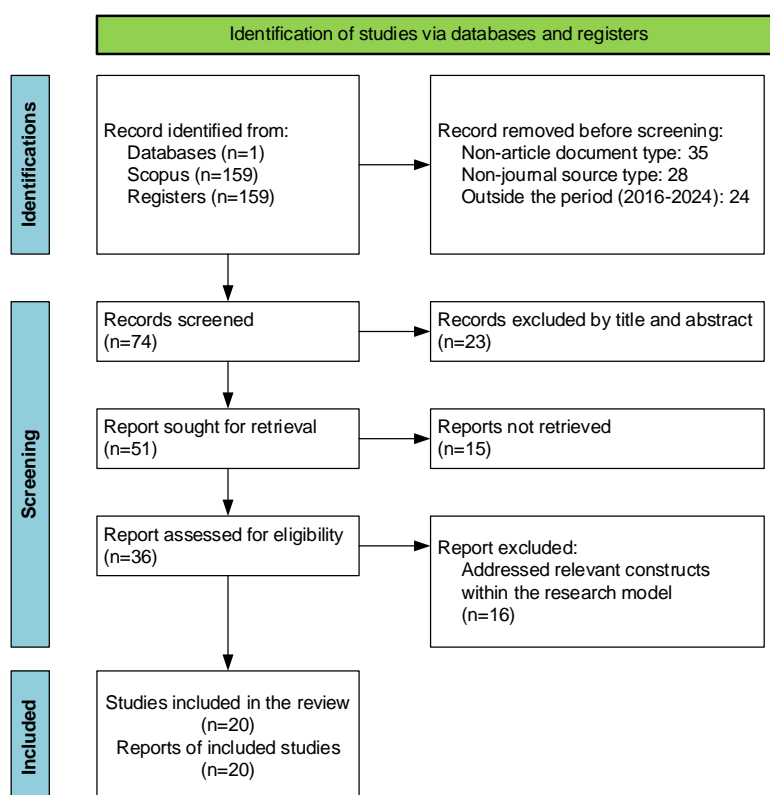 Identification of studies via databases and registers
Identifications
Record identified from:
Databases (n=1)
Scopus (n=159)
Registers (n=159)
Record removed before screening:
Non-article document type: 35
Non-journal source type: 28
Outside the period (2016-2024): 24
Screening
Records screened
(n=74)
Records excluded by title and abstract
(n=23)
Report sought for retrieval
(n=51)
Reports not retrieved
(n=15)
Report assessed for eligibility
(n=36)
Report excluded:
Addressed relevant constructs
within the research model
(n=16)
Included
Studies included in the review
(n=20)
Reports of included studies
(n=20)